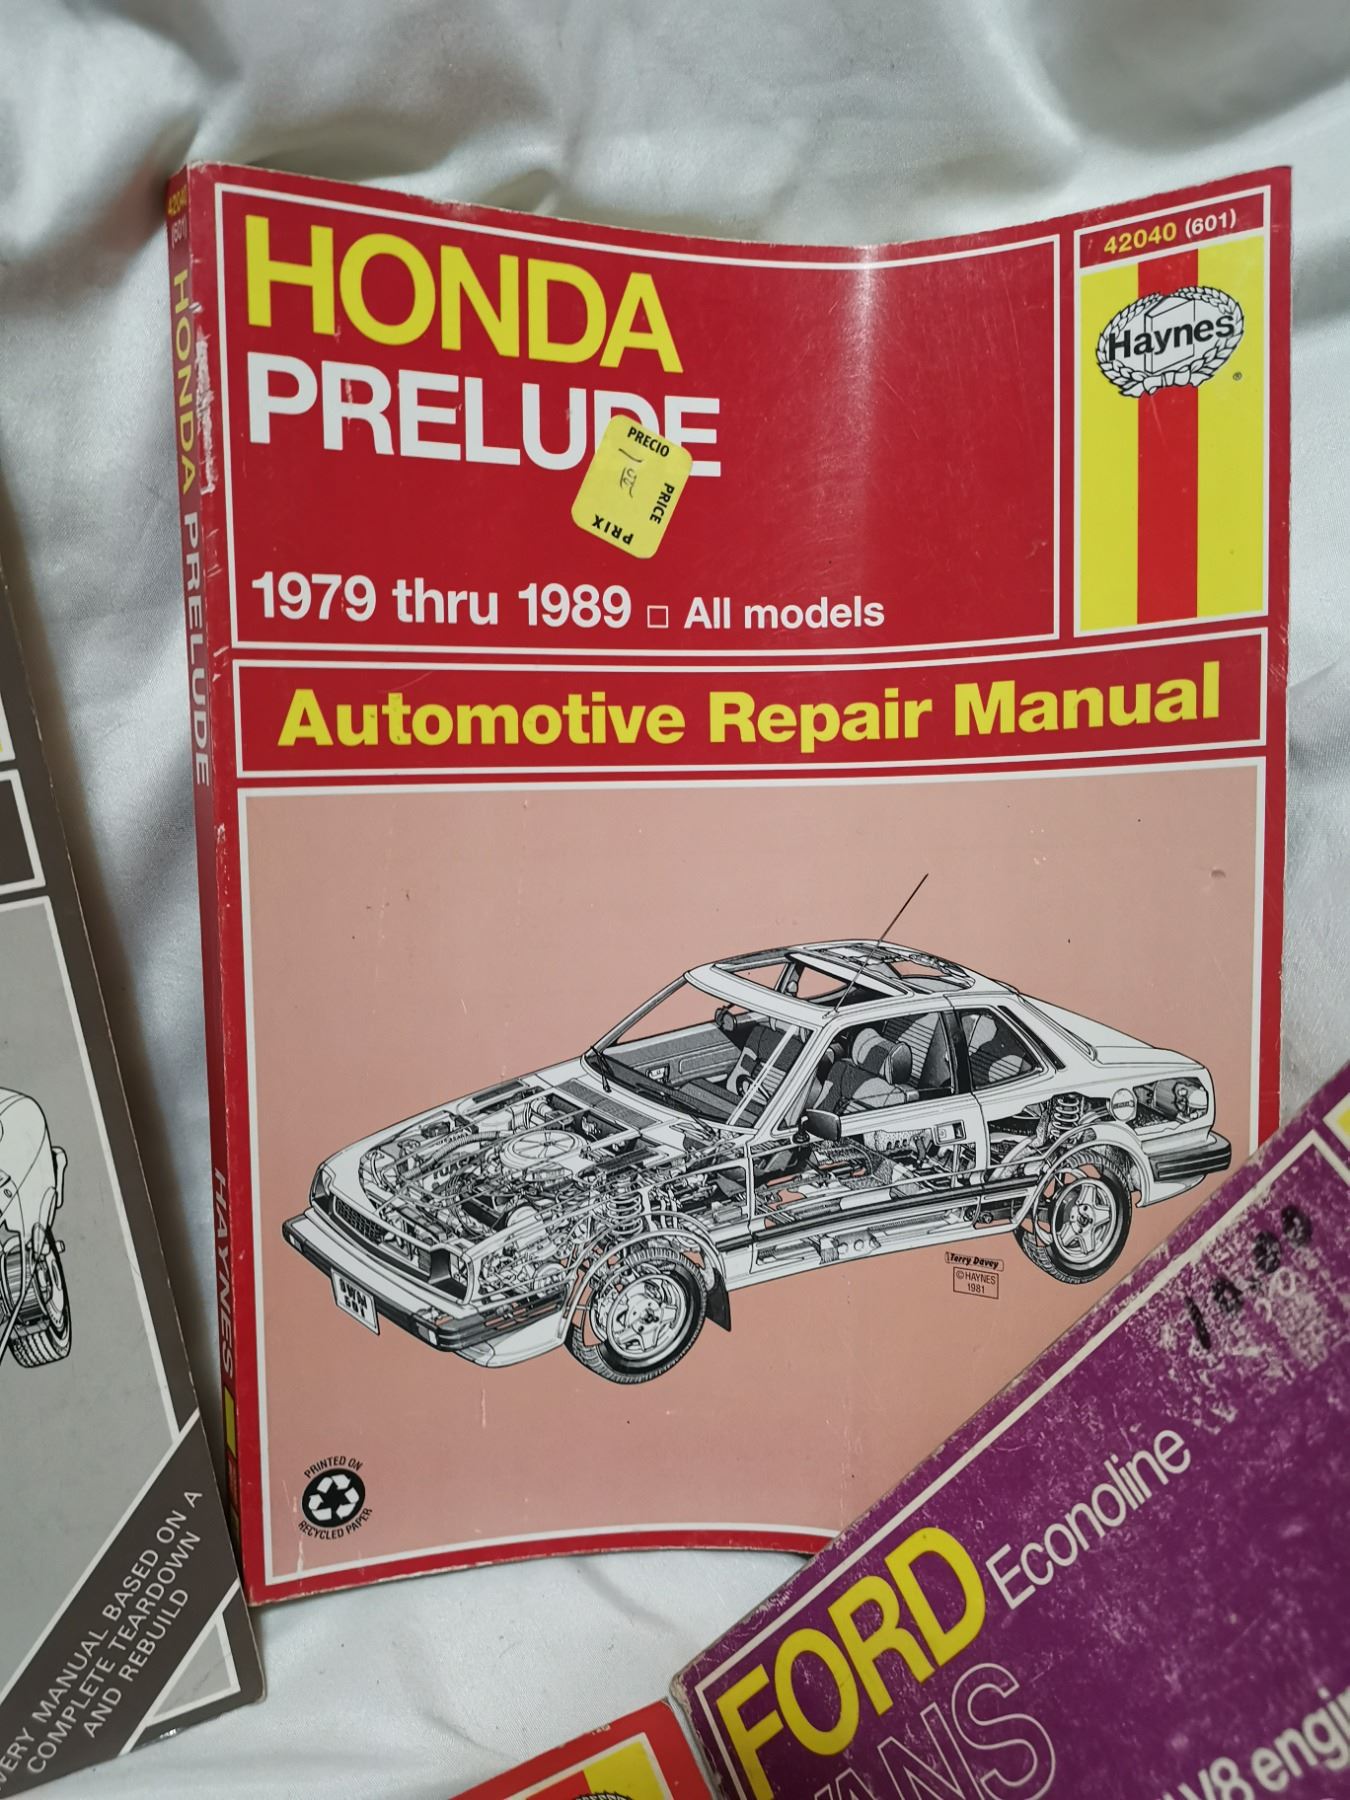 42040 (601)
HONDA
PRELUDE
PRECIO
PRICE
PRIX
1979 thru 1989 □ All models
Haynes
®
Automotive Repair Manual
Terry Davey
© HAYNES
1981
PRINTED ON
RECYCLED PAPER
42040
(601)
HONDA PRELUDE
HAYNES
MANUAL BASED ON A
COMPLETE TEARDOWN
AND REBUILD
10.00
FORD Econoline
V8